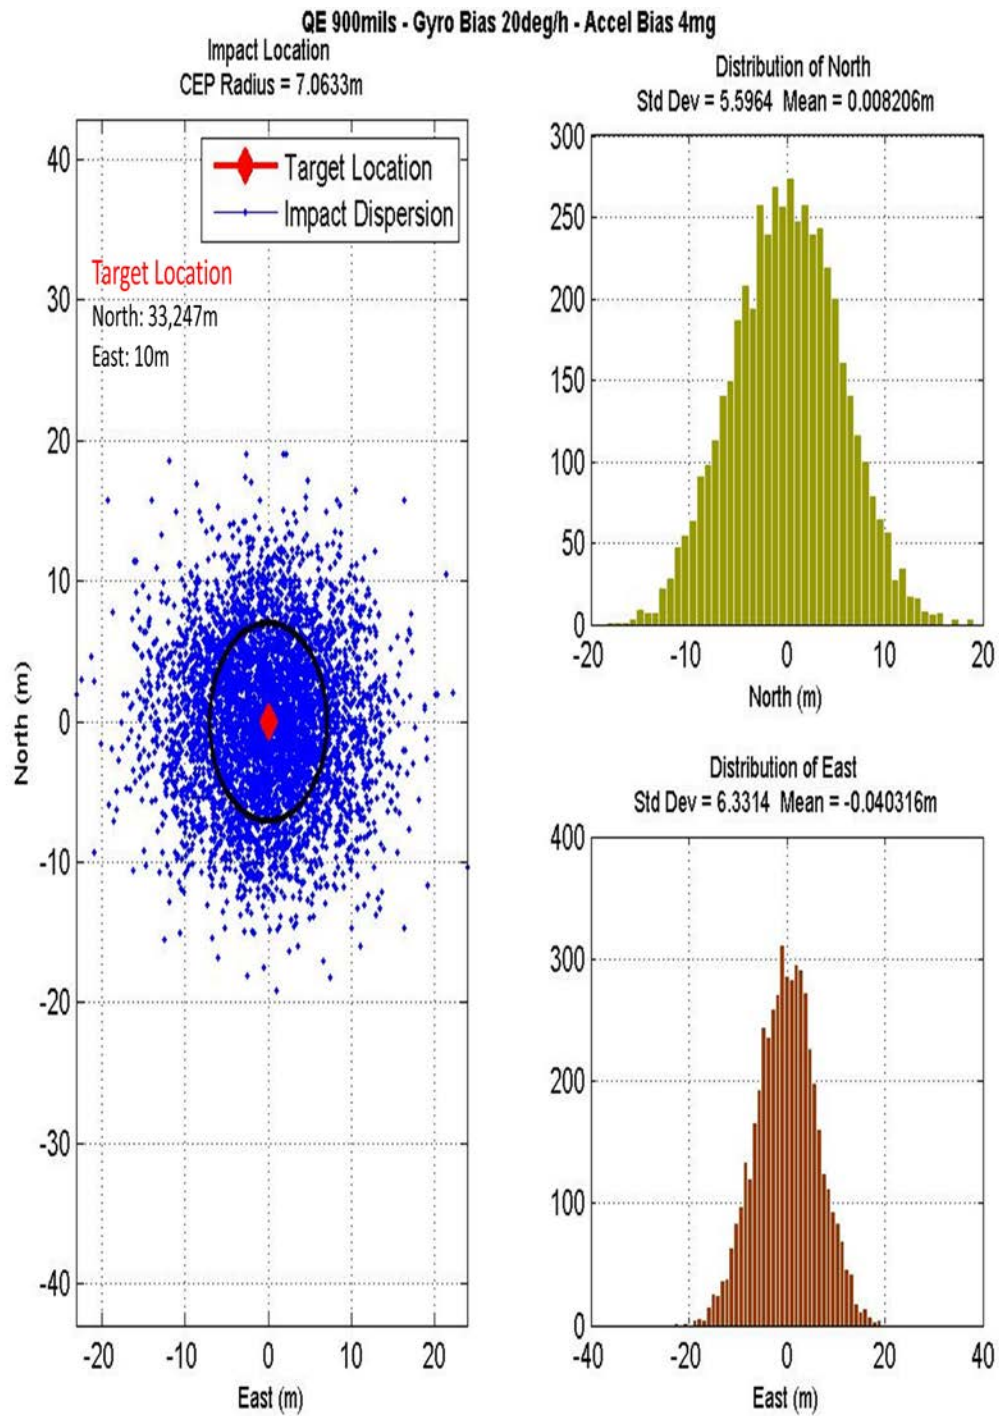 QE 900mils - Gyro Bias 20deg/h - Accel Bias 4mg
Impact Location
CEP Radius = 7.0633m
Target Location
Impact Dispersion
Target Location
North: 33,247m
East: 10m
40
30
20
10
0
-10
-20
-30
-40
North (m)
-20 -10 0 10 20
East (m)
Distribution of North
Std Dev = 5.5964 Mean = 0.008206m
300
250
200
150
100
50
0
-20 -10 0 10 20
North (m)
Distribution of East
Std Dev = 6.3314 Mean = -0.040316m
400
300
200
100
0
-40 -20 0 20 40
East (m)